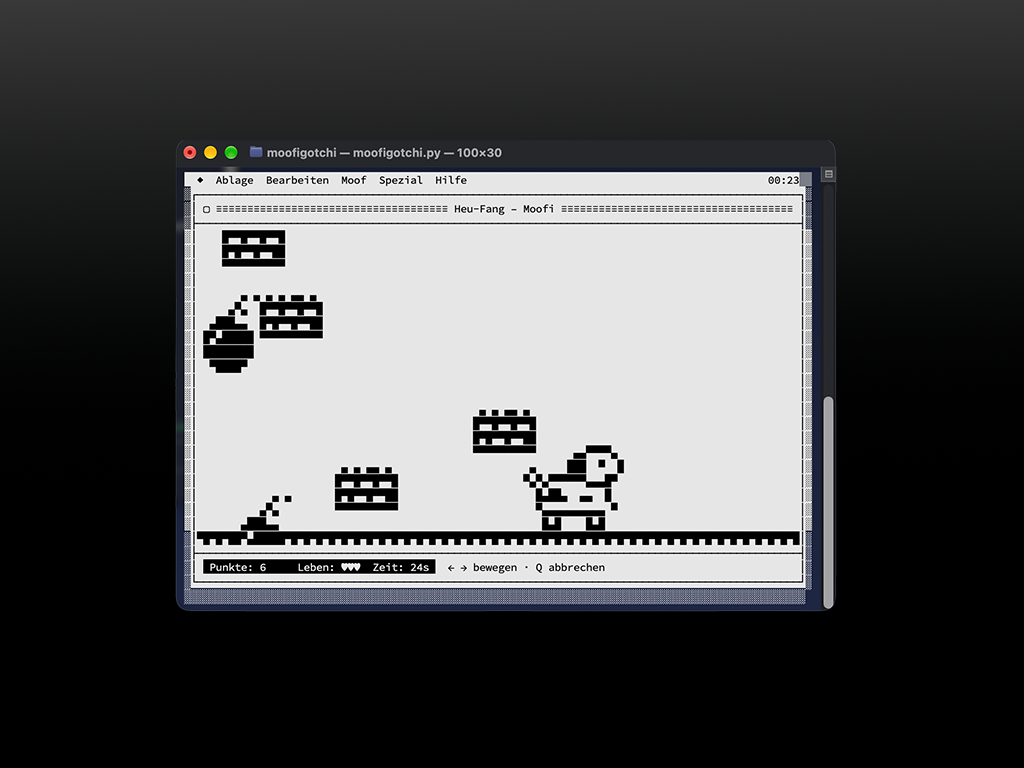 moofigotchi — moofigotchi.py — 100×30
Ablage Bearbeiten Moof Spezial Hilfe 00:23
Heu-Fang – Moofi
Punkte: 6 Leben: ♥♥♥ Zeit: 24s ← → bewegen · Q abbrechen